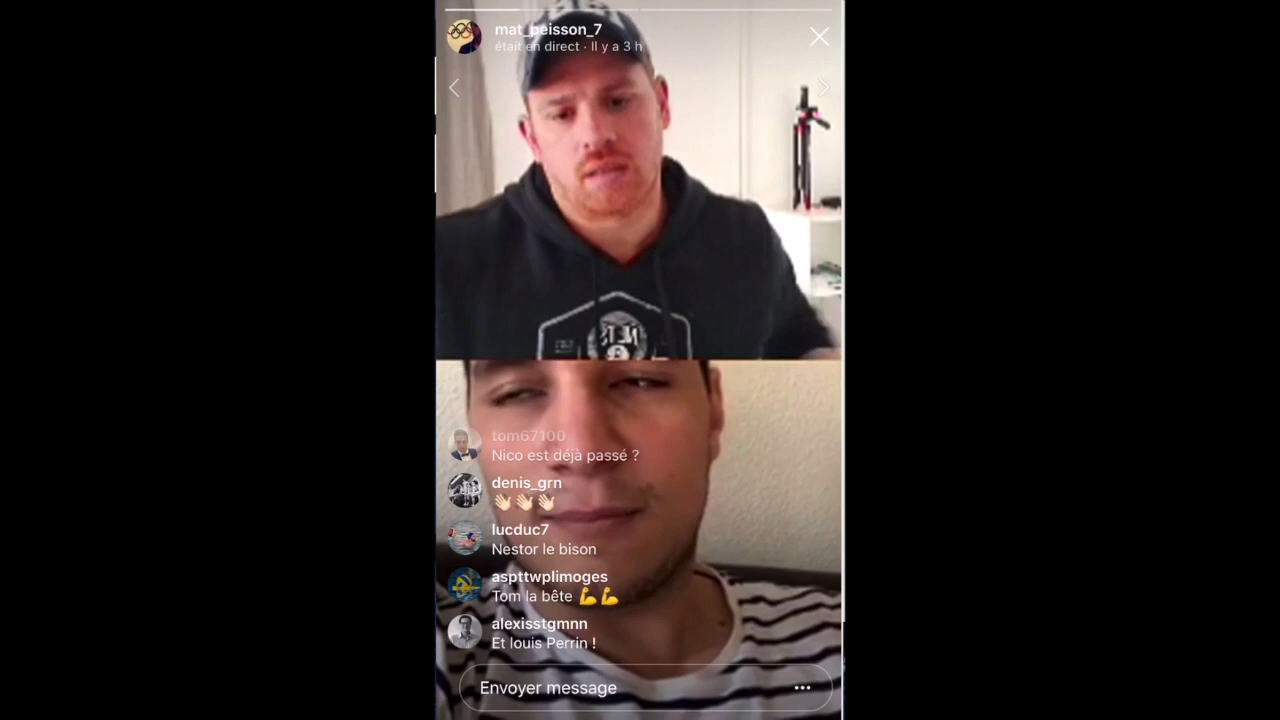 mat_peisson_7
était en direct · Il y a 3 h
NETS
tom67100
Nico est déjà passé ?
denis_grn
👋🏻👋🏻👋🏻
lucduc7
Nestor le bison
aspttwplimoges
Tom la bête 💪💪
alexisstgmnn
Et louis Perrin !
Envoyer message